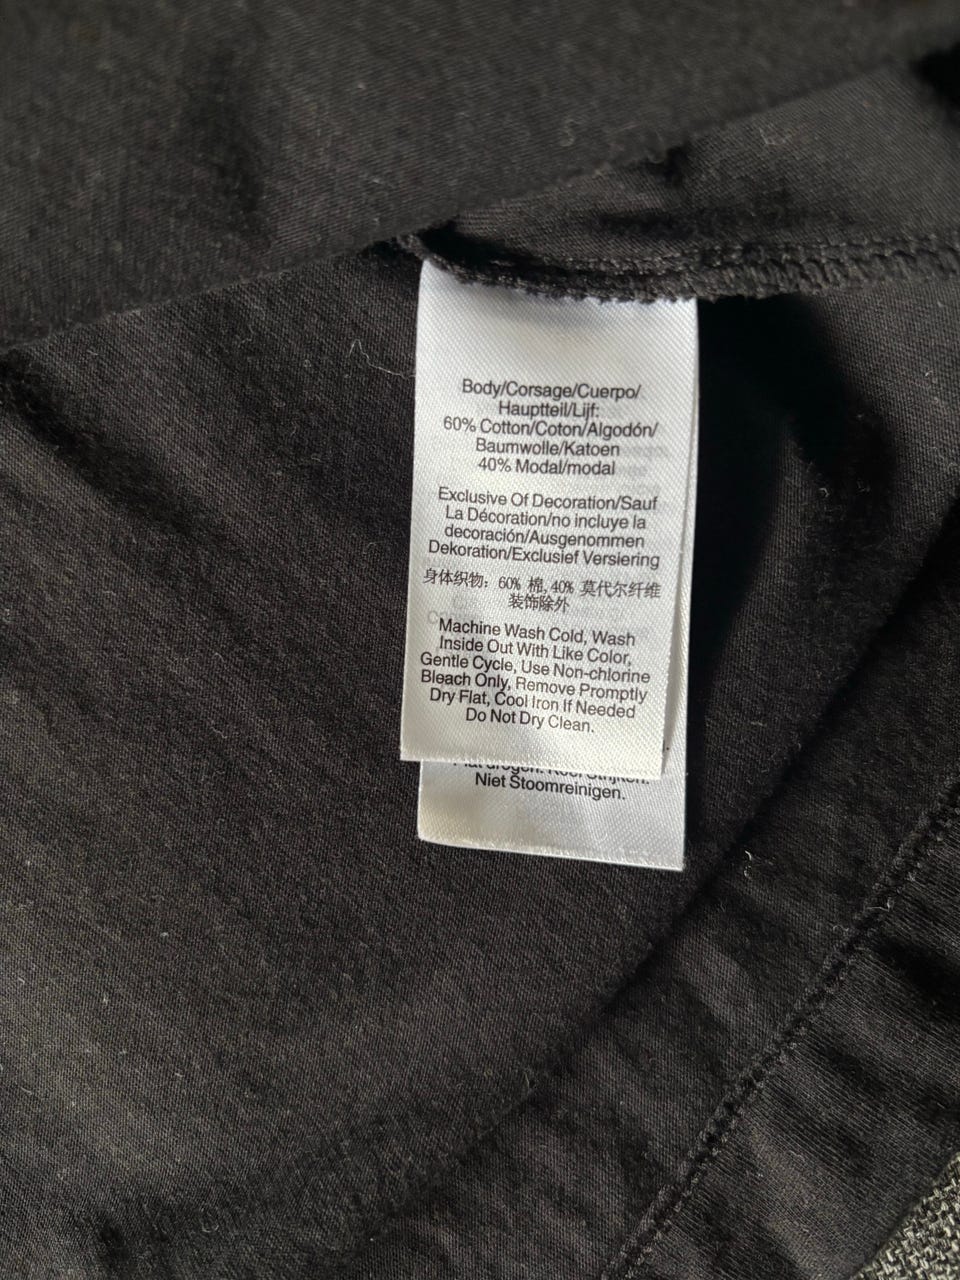 Body/Corsage/Cuerpo/
Hauptteil/Lijf:
60% Cotton/Coton/Algodón/
Baumwolle/Katoen
40% Modal/modal
Exclusive Of Decoration/Sauf
La Décoration/no incluye la
decoración/Ausgenommen
Dekoration/Exclusief Versiering
身体织物: 60% 棉, 40% 莫代尔纤维
装饰除外
Machine Wash Cold, Wash
Inside Out With Like Color,
Gentle Cycle, Use Non-chlorine
Bleach Only, Remove Promptly
Dry Flat, Cool Iron If Needed
Do Not Dry Clean.
Niet Stoomreinigen.